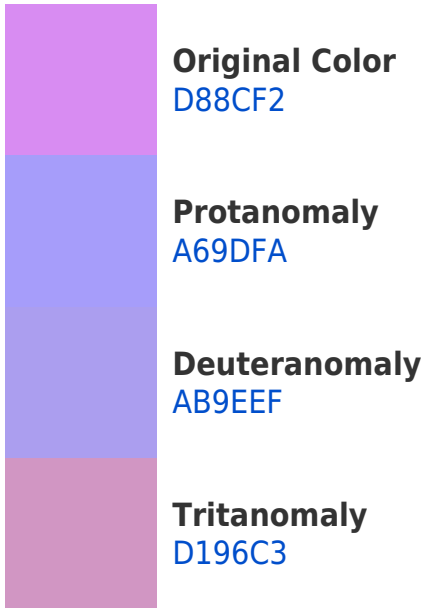 Original Color
D88CF2
Protanomaly
A69DFA
Deuteranomaly
AB9EEF
Tritanomaly
D196C3